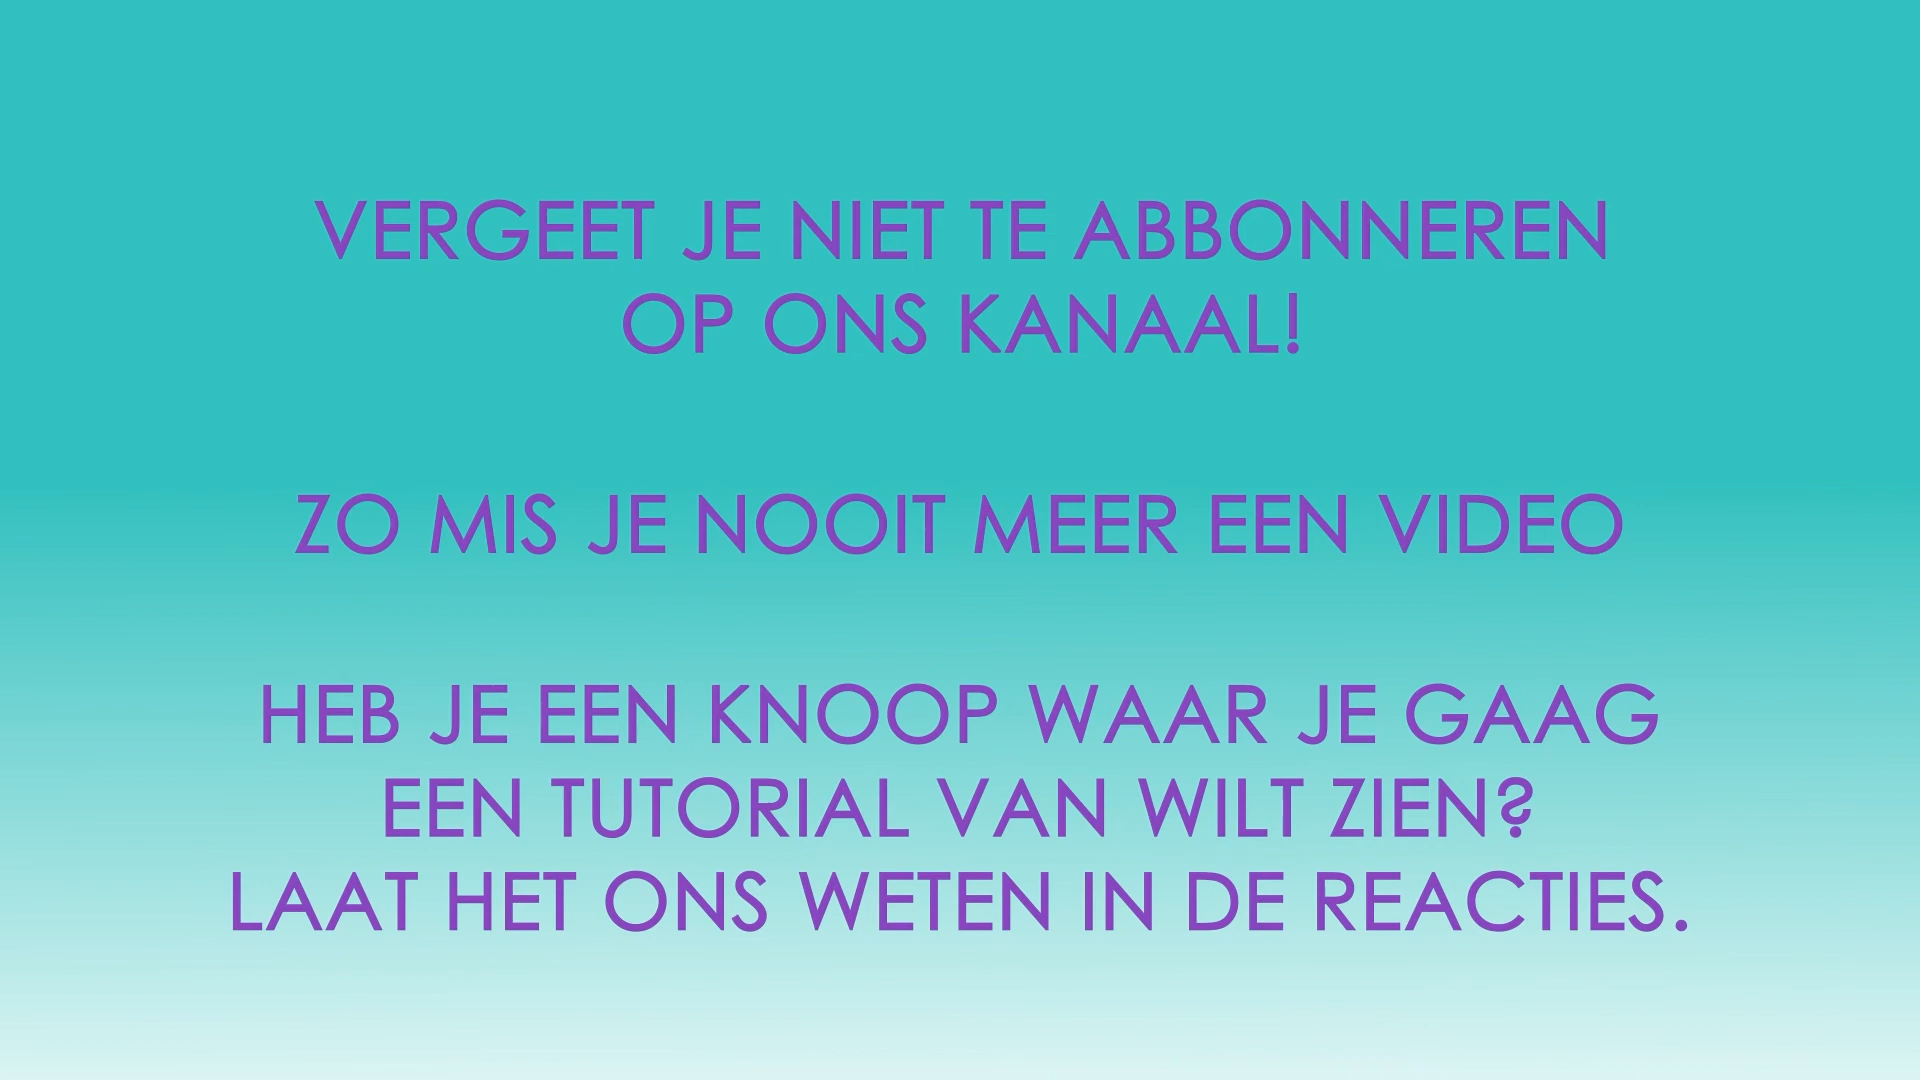 VERGEET JE NIET TE ABBONNEREN
OP ONS KANAAL!
ZO MIS JE NOOIT MEER EEN VIDEO
HEB JE EEN KNOOP WAAR JE GAAG
EEN TUTORIAL VAN WILT ZIEN?
LAAT HET ONS WETEN IN DE REACTIES.